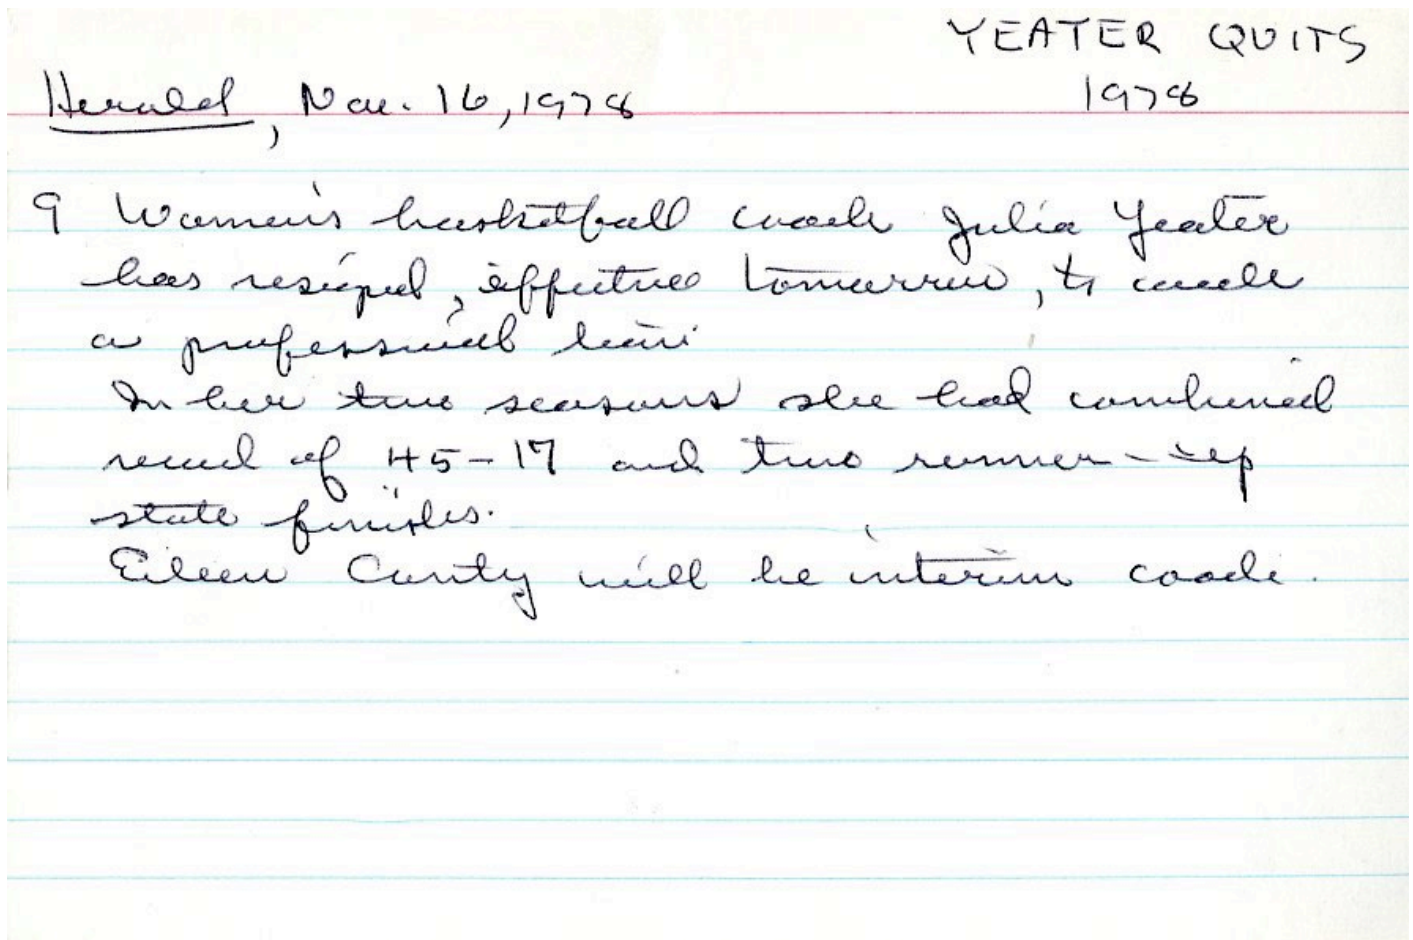 YEATER QUITS
1978
Herald, Nov. 16, 1978
9 Women's basketball coach Julia Yeater
has resigned, effective tomorrow, to coach
a professional team
In her two seasons she had combined
record of 45-17 and two runner-up
state finishes.
Eileen Canty will be interim coach.